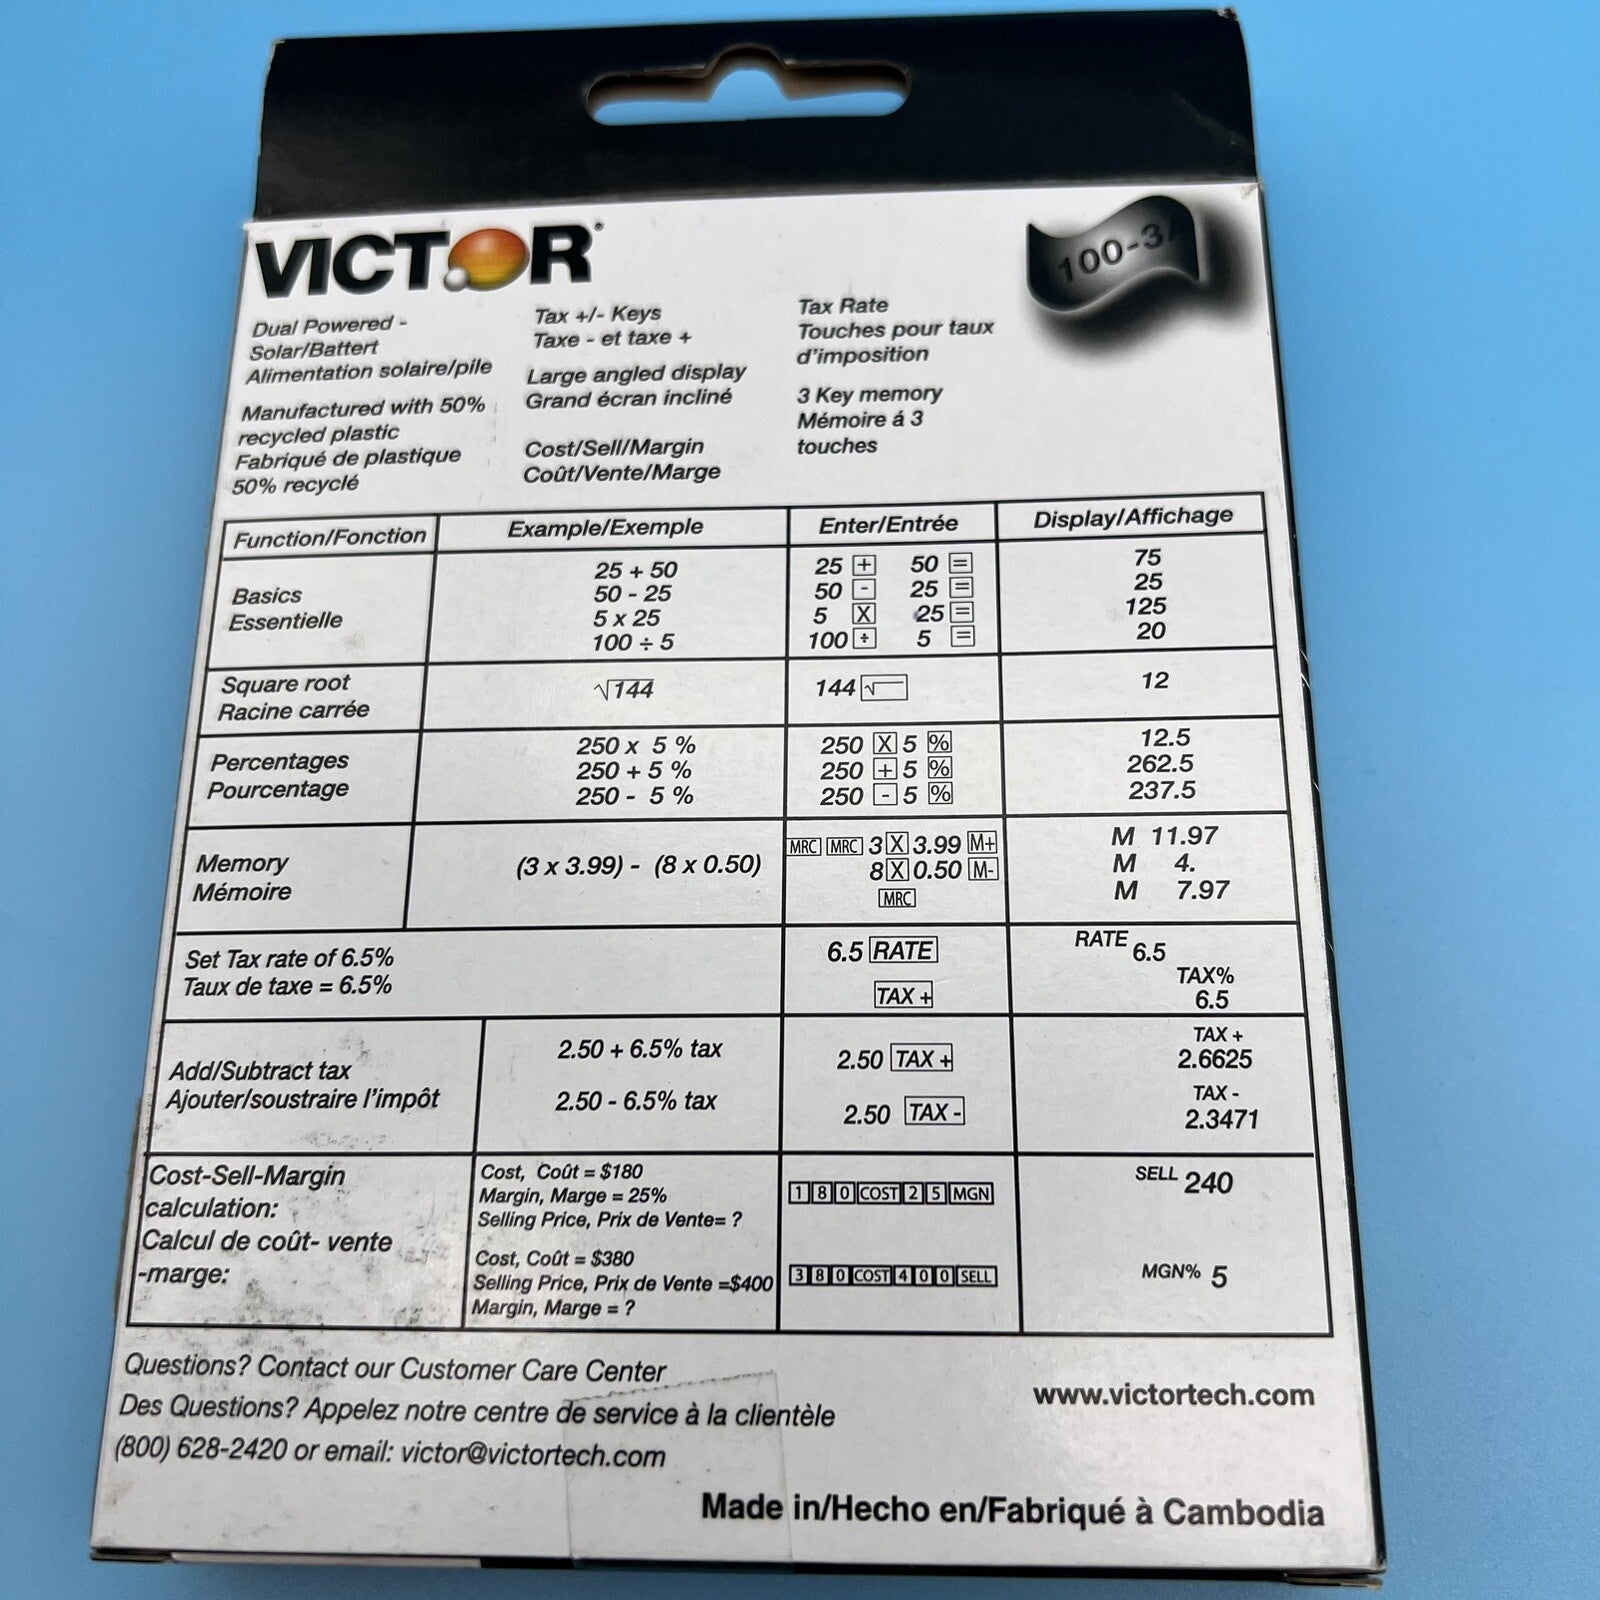 VICTOR®
100-3
Dual Powered -
Solar/Battert
Alimentation solaire/pile
Manufactured with 50%
recycled plastic
Fabriqué de plastique
50% recyclé
Tax +/- Keys
Taxe - et taxe +
Large angled display
Grand écran incliné
Cost/Sell/Margin
Coût/Vente/Marge
Tax Rate
Touches pour taux
d'imposition
3 Key memory
Mémoire á 3
touches
Function/Fonction Example/Exemple Enter/Entrée Display/Affichage
Basics
Essentielle
25 + 50 25 + 50 = 75
50 - 25 50 - 25 = 25
5 x 25 5 X 25 = 125
100 ÷ 5 100 ÷ 5 = 20
Square root
Racine carrée
√144 144 √ 12
Percentages
Pourcentage
250 x 5 % 250 X 5 % 12.5
250 + 5 % 250 + 5 % 262.5
250 - 5 % 250 - 5 % 237.5
Memory
Mémoire
(3 x 3.99) - (8 x 0.50)
MRC MRC 3 X 3.99 M+ M 11.97
8 X 0.50 M- M 4.
MRC M 7.97
Set Tax rate of 6.5%
Taux de taxe = 6.5%
6.5 RATE RATE 6.5
TAX + TAX%
6.5
Add/Subtract tax
Ajouter/soustraire l'impôt
2.50 + 6.5% tax 2.50 TAX + TAX +
2.6625
2.50 - 6.5% tax 2.50 TAX - TAX -
2.3471
Cost-Sell-Margin
calculation:
Calcul de coût- vente
-marge:
Cost, Coût = $180
Margin, Marge = 25%
Selling Price, Prix de Vente= ?
1 8 0 COST 2 5 MGN SELL 240
Cost, Coût = $380
Selling Price, Prix de Vente =$400
Margin, Marge = ?
3 8 0 COST 4 0 0 SELL MGN% 5
Questions? Contact our Customer Care Center
Des Questions? Appelez notre centre de service à la clientèle
(800) 628-2420 or email: victor@victortech.com
www.victortech.com
Made in/Hecho en/Fabriqué à Cambodia